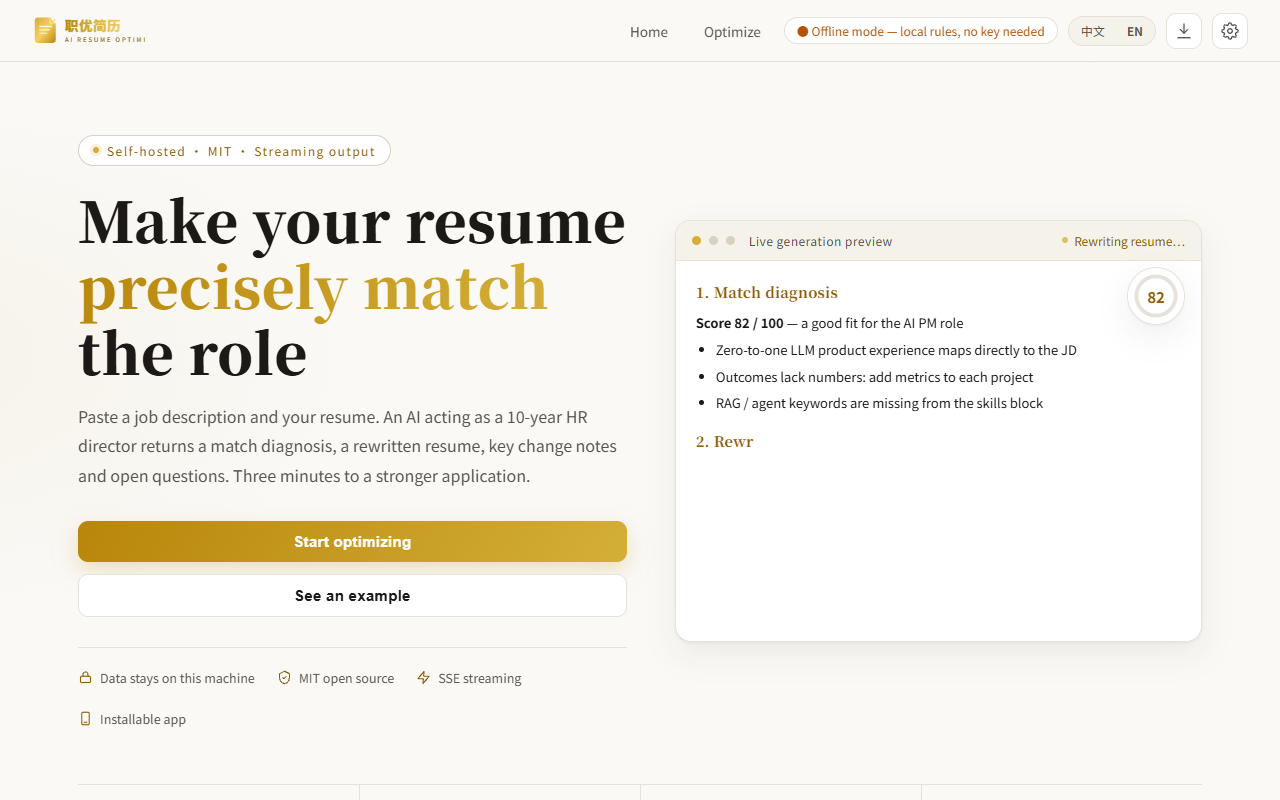 职优简历
AI RESUME OPTIMI
Home
Optimize
Offline mode — local rules, no key needed
中文
EN
Self-hosted • MIT • Streaming output
Make your resume
precisely match
the role
Paste a job description and your resume. An AI acting as a 10-year HR
director returns a match diagnosis, a rewritten resume, key change notes
and open questions. Three minutes to a stronger application.
Start optimizing
See an example
Data stays on this machine
MIT open source
SSE streaming
Installable app
Live generation preview
Rewriting resume…
82
1. Match diagnosis
Score 82 / 100 — a good fit for the AI PM role
• Zero-to-one LLM product experience maps directly to the JD
• Outcomes lack numbers: add metrics to each project
• RAG / agent keywords are missing from the skills block
2. Rewr